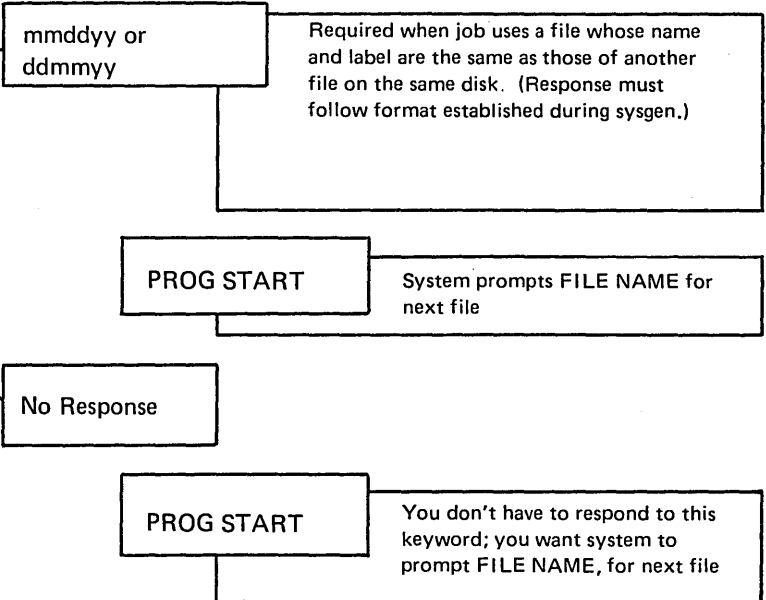 mmddyy or
ddmmyy
Required when job uses a file whose name
and label are the same as those of another
file on the same disk. (Response must
follow format established during sysgen.)
PROG START
System prompts FILE NAME for
next file
No Response
PROG START
You don't have to respond to this
keyword; you want system to
prompt FILE NAME, for next file